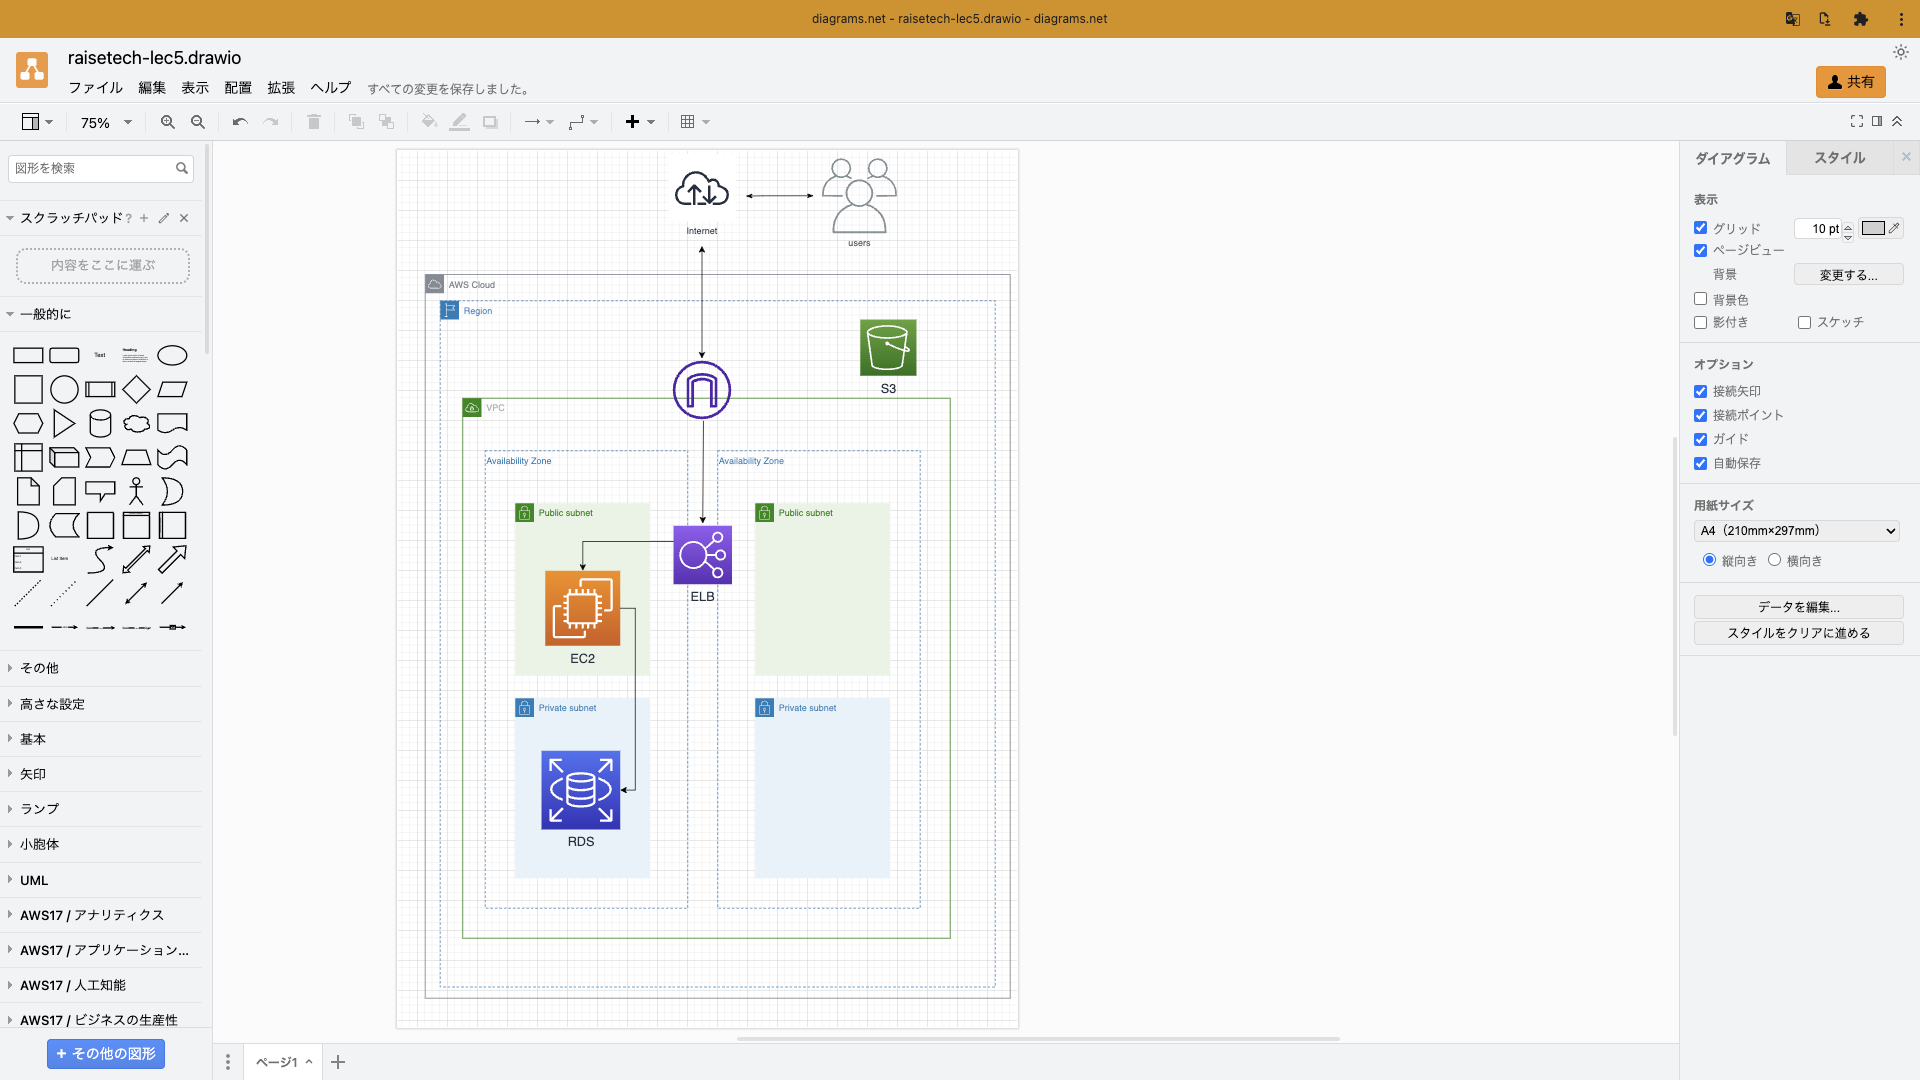 diagrams.net - raisetech-lec5.drawio - diagrams.net
raisetech-lec5.drawio
ファイル 編集 表示 配置 拡張 ヘルプ すべての変更を保存しました。
共有
75%
図形を検索
スクラッチパッド ?
内容をここに運ぶ
一般的に
Text
Heading
List Item
その他
高さな設定
基本
矢印
ランプ
小胞体
UML
AWS17 / アナリティクス
AWS17 / アプリケーション...
AWS17 / 人工知能
AWS17 / ビジネスの生産性
+ その他の図形
Internet
users
AWS Cloud
Region
S3
VPC
Availability Zone
Availability Zone
Public subnet
Public subnet
ELB
EC2
Private subnet
Private subnet
RDS
ページ1
ダイアグラム
スタイル
表示
グリッド 10 pt
ページビュー
背景 変更する...
背景色
影付き スケッチ
オプション
接続矢印
接続ポイント
ガイド
自動保存
用紙サイズ
A4（210mm×297mm）
縦向き 横向き
データを編集...
スタイルをクリアに進める